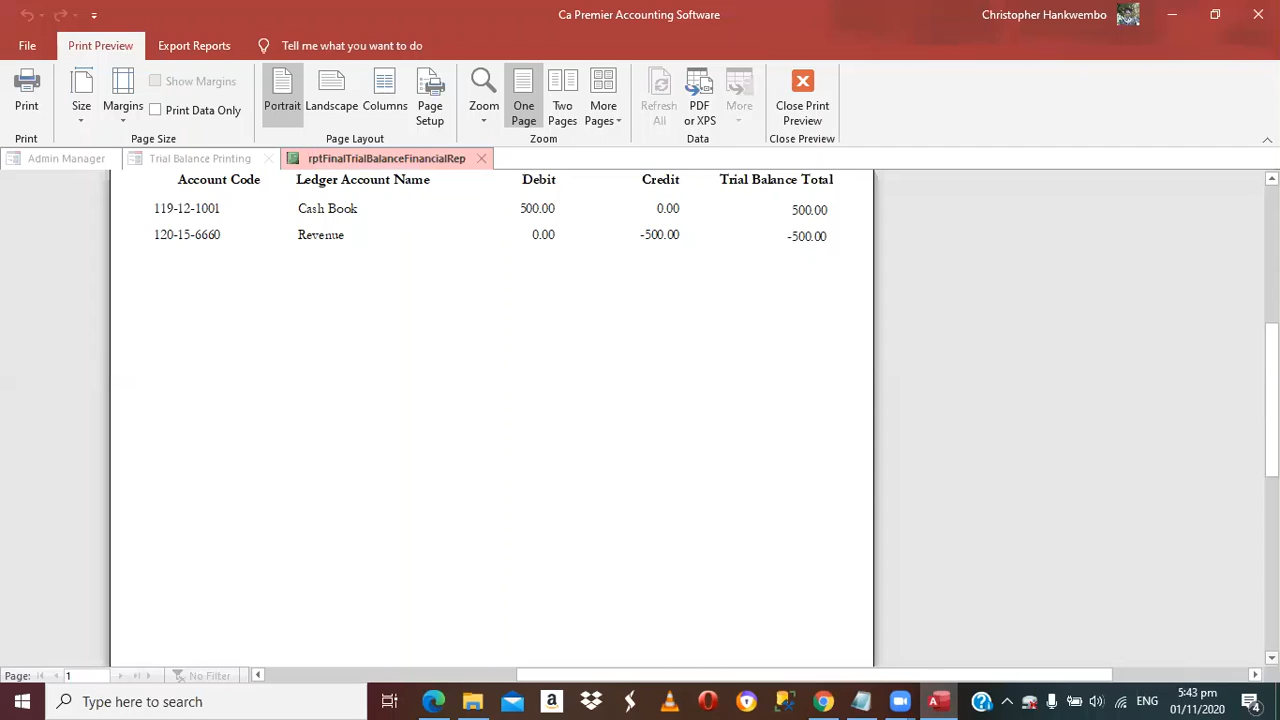 Ca Premier Accounting Software
Christopher Hankwembo
File
Print Preview
Export Reports
Tell me what you want to do
Print
Size
Margins
Show Margins
Print Data Only
Portrait
Landscape
Columns
Page Setup
Zoom
One Page
Two Pages
More Pages
Refresh All
PDF or XPS
More
Close Print Preview
Print
Page Size
Page Layout
Zoom
Data
Close Preview
Admin Manager
Trial Balance Printing
rptFinalTrialBalanceFinancialRep
Account Code Ledger Account Name Debit Credit Trial Balance Total
119-12-1001 Cash Book 500.00 0.00 500.00
120-15-6660 Revenue 0.00 -500.00 -500.00
Page: 1 No Filter
Type here to search
ENG
5:43 pm
01/11/2020
4